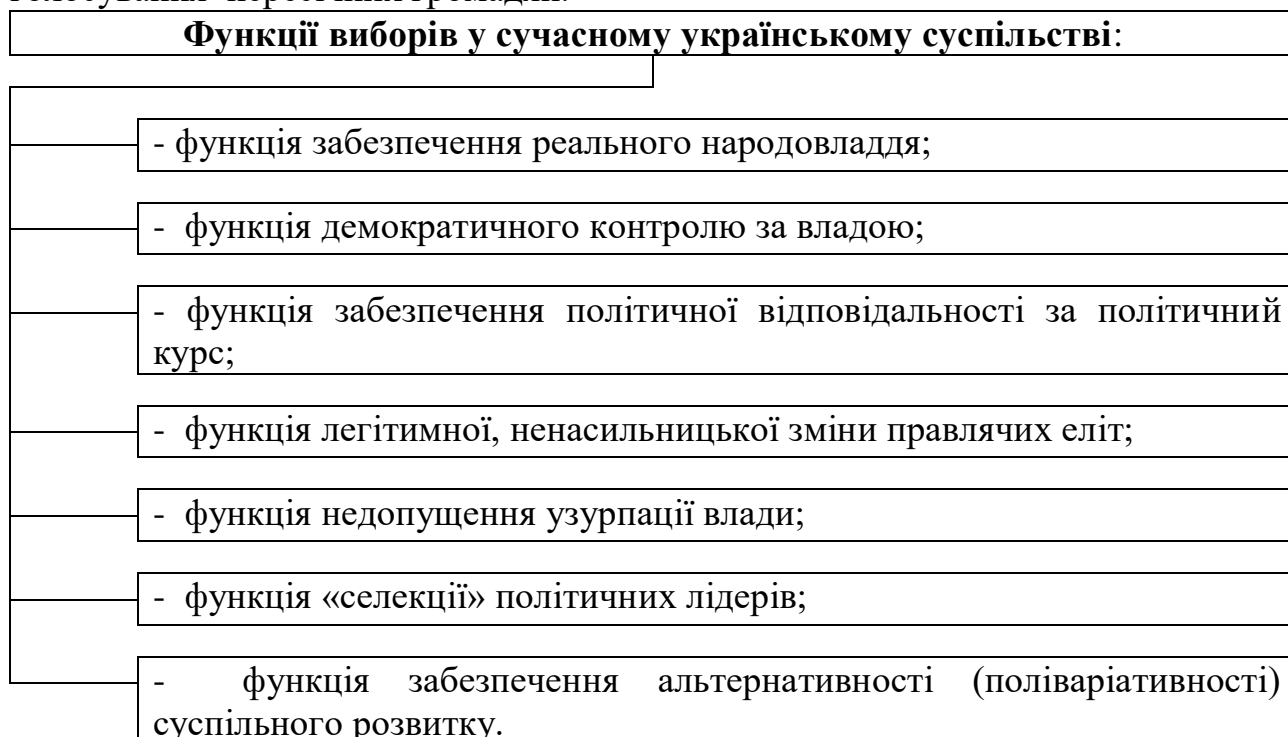 Функції виборів у сучасному українському суспільстві:
- функція забезпечення реального народовладдя;
- функція демократичного контролю за владою;
- функція забезпечення політичної відповідальності за політичний
курс;
- функція легітимної, ненасильницької зміни правлячих еліт;
- функція недопущення узурпації влади;
- функція «селекції» політичних лідерів;
- функція забезпечення альтернативності (поліваріативності)
суспільного розвитку.